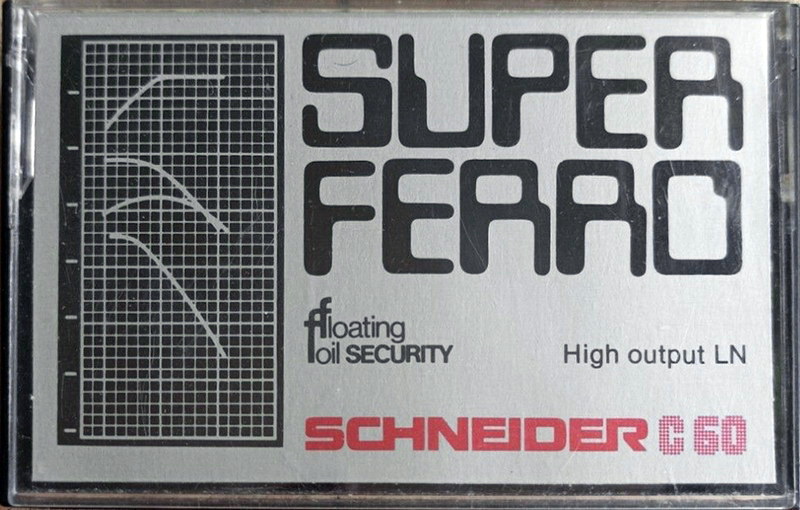 SUPER
FERRO
floating
foil SECURITY
High output LN
SCHNEIDER C 60